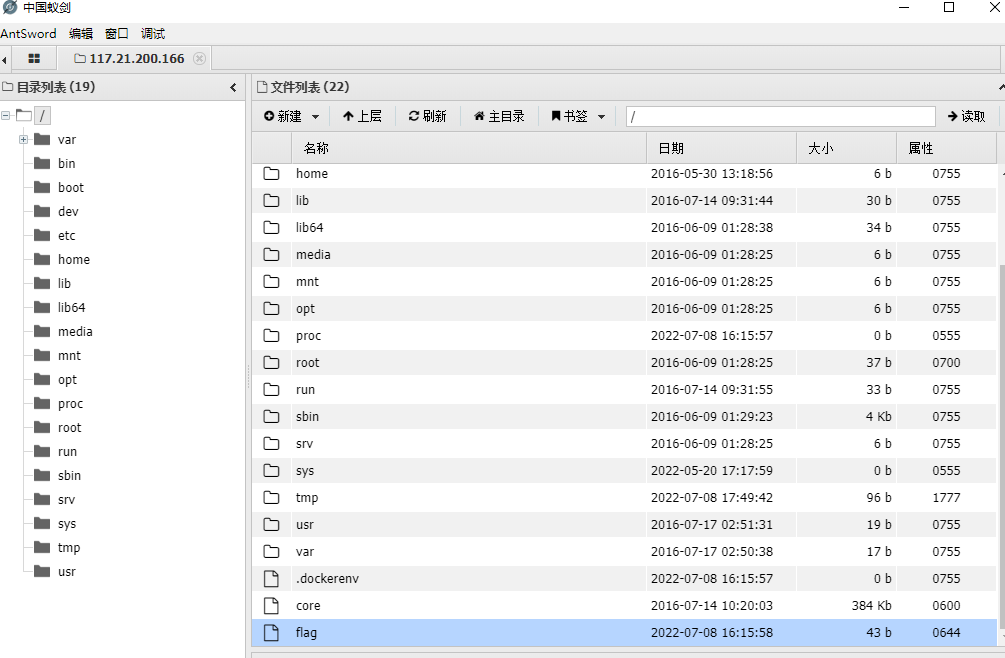 中国蚁剑
AntSword 编辑 窗口 调试
117.21.200.166
目录列表 (19)
/
var
bin
boot
dev
etc
home
lib
lib64
media
mnt
opt
proc
root
run
sbin
srv
sys
tmp
usr
文件列表 (22)
新建 上层 刷新 主目录 书签 / 读取
名称 日期 大小 属性
home 2016-05-30 13:18:56 6 b 0755
lib 2016-07-14 09:31:44 30 b 0755
lib64 2016-06-09 01:28:38 34 b 0755
media 2016-06-09 01:28:25 6 b 0755
mnt 2016-06-09 01:28:25 6 b 0755
opt 2016-06-09 01:28:25 6 b 0755
proc 2022-07-08 16:15:57 0 b 0555
root 2016-06-09 01:28:25 37 b 0700
run 2016-07-14 09:31:55 33 b 0755
sbin 2016-06-09 01:29:23 4 Kb 0755
srv 2016-06-09 01:28:25 6 b 0755
sys 2022-05-20 17:17:59 0 b 0555
tmp 2022-07-08 17:49:42 96 b 1777
usr 2016-07-17 02:51:31 19 b 0755
var 2016-07-17 02:50:38 17 b 0755
.dockerenv 2022-07-08 16:15:57 0 b 0755
core 2016-07-14 10:20:03 384 Kb 0600
flag 2022-07-08 16:15:58 43 b 0644